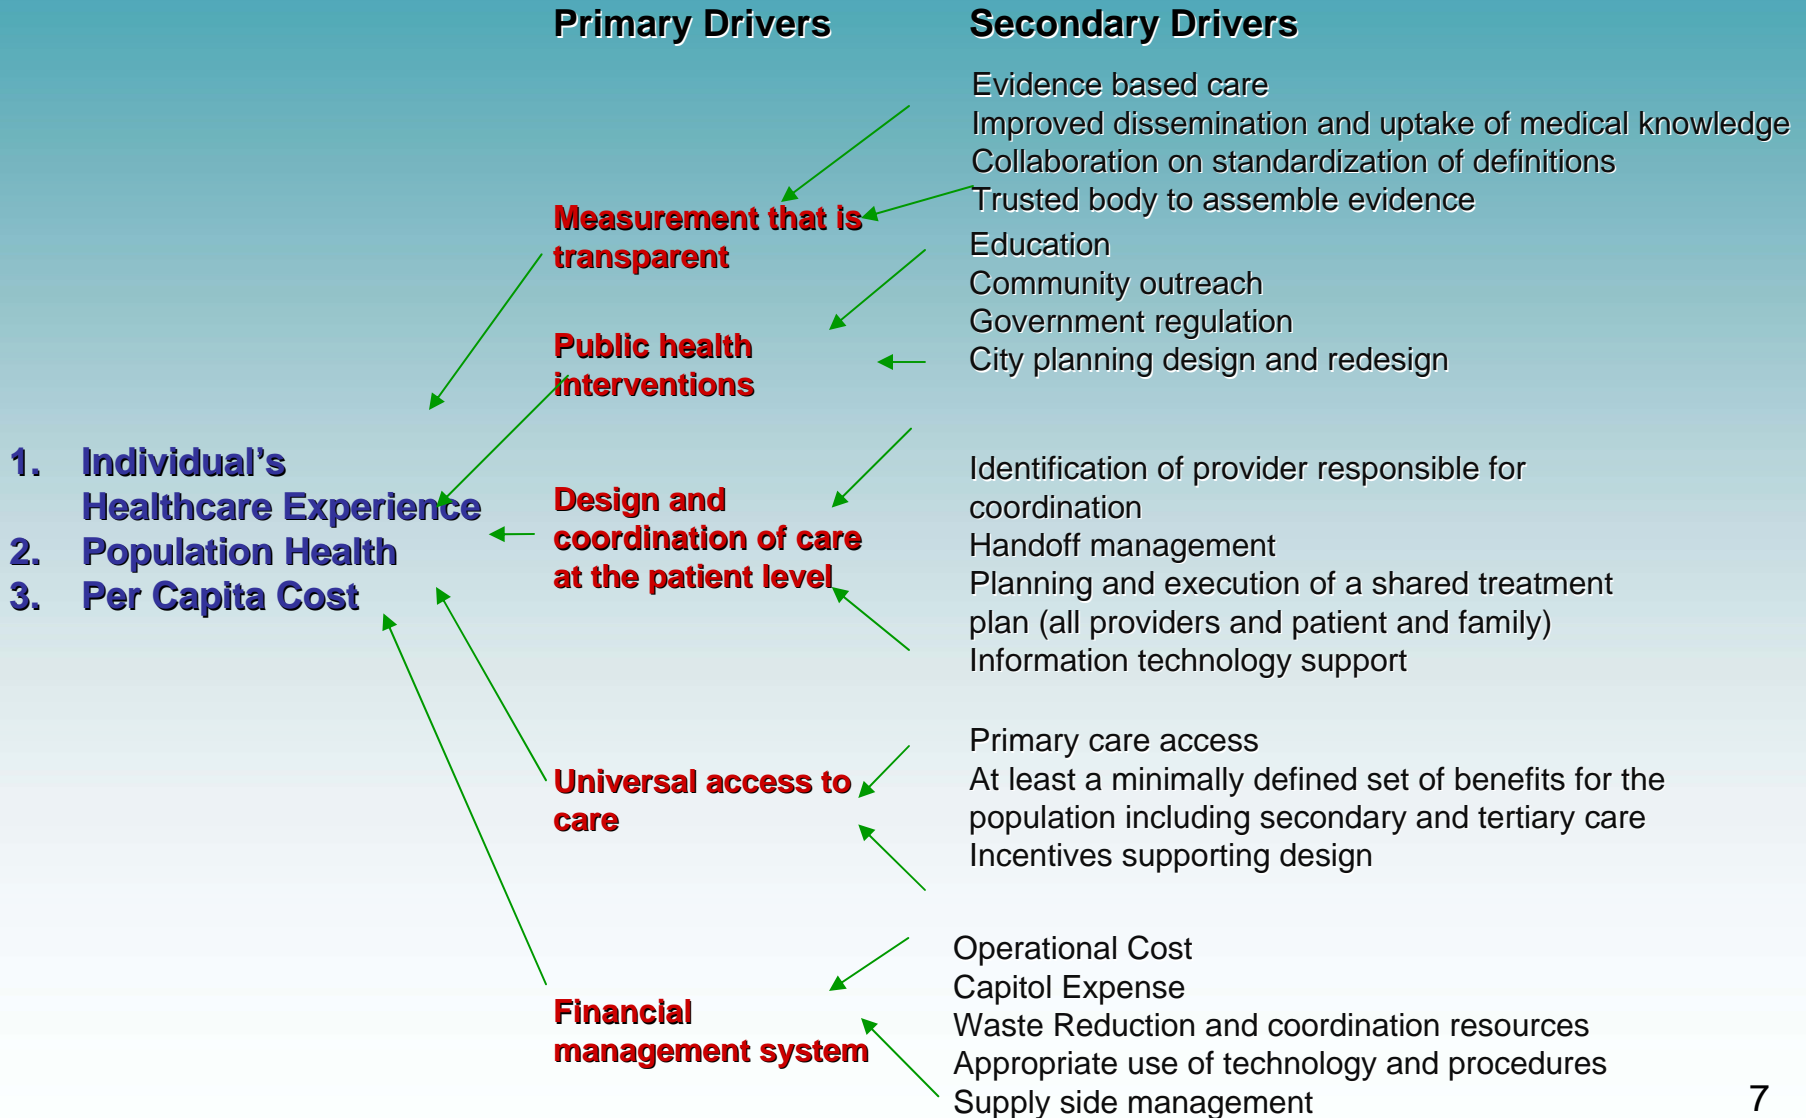 Primary Drivers
Secondary Drivers
Evidence based care
Improved dissemination and uptake of medical knowledge
Collaboration on standardization of definitions
Trusted body to assemble evidence
Measurement that is
transparent
Education
Community outreach
Government regulation
City planning design and redesign
Public health
interventions
1. Individual's
Healthcare Experience
2. Population Health
3. Per Capita Cost
Design and
coordination of care
at the patient level
Identification of provider responsible for
coordination
Handoff management
Planning and execution of a shared treatment
plan (all providers and patient and family)
Information technology support
Universal access to
care
Primary care access
At least a minimally defined set of benefits for the
population including secondary and tertiary care
Incentives supporting design
Financial
management system
Operational Cost
Capitol Expense
Waste Reduction and coordination resources
Appropriate use of technology and procedures
Supply side management
7